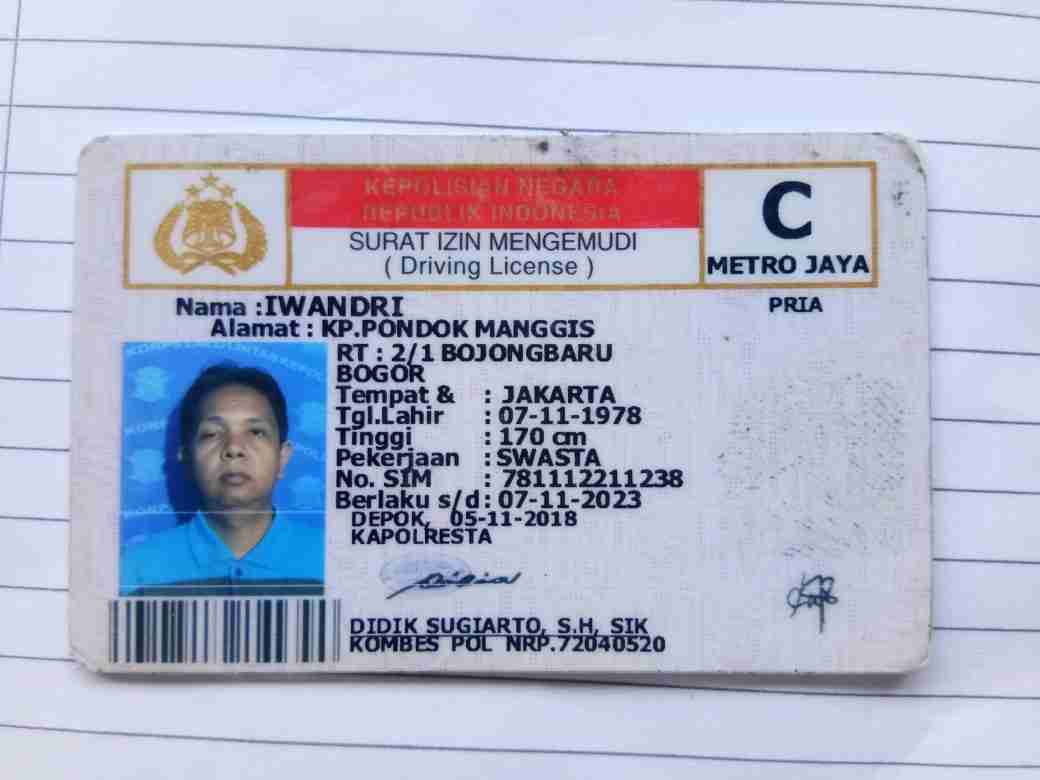 KEPOLISIAN NEGARA
REPUBLIK INDONESIA
SURAT IZIN MENGEMUDI
( Driving License )
C
METRO JAYA
Nama :IWANDRI
PRIA
Alamat : KP.PONDOK MANGGIS
RT : 2/1 BOJONGBARU
BOGOR
Tempat & : JAKARTA
Tgl.Lahir : 07-11-1978
Tinggi : 170 cm
Pekerjaan : SWASTA
No. SIM : 781112211238
Berlaku s/d : 07-11-2023
DEPOK, 05-11-2018
KAPOLRESTA
DIDIK SUGIARTO, S.H, SIK
KOMBES POL NRP.72040520